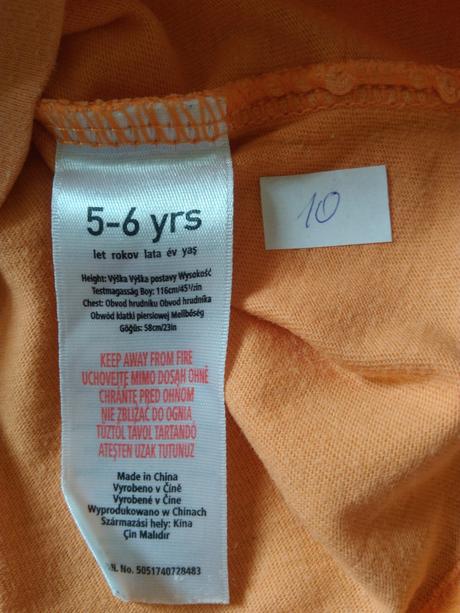 5-6 yrs
let rokov lata év yaş
Height: Výška Výška postavy Wysokość
Testmagasság Boy: 116cm/45½in
Chest: Obvod hrudníku Obvod hrudníka
Obwód klatki piersiowej Mellbőség
Göğüs: 58cm/23in
KEEP AWAY FROM FIRE
UCHOVEJTE MIMO DOSAH OHNĚ
CHRÁŇTE PRED OHŇOM
NIE ZBLIŻAĆ DO OGNIA
TŰZTŐL TÁVOL TARTANDÓ
ATEŞTEN UZAK TUTUNUZ
Made in China
Vyrobeno v Číně
Vyrobené v Číne
Wyprodukowano w Chinach
Származási hely: Kína
Çin Malıdır
No. 5051740728483
10